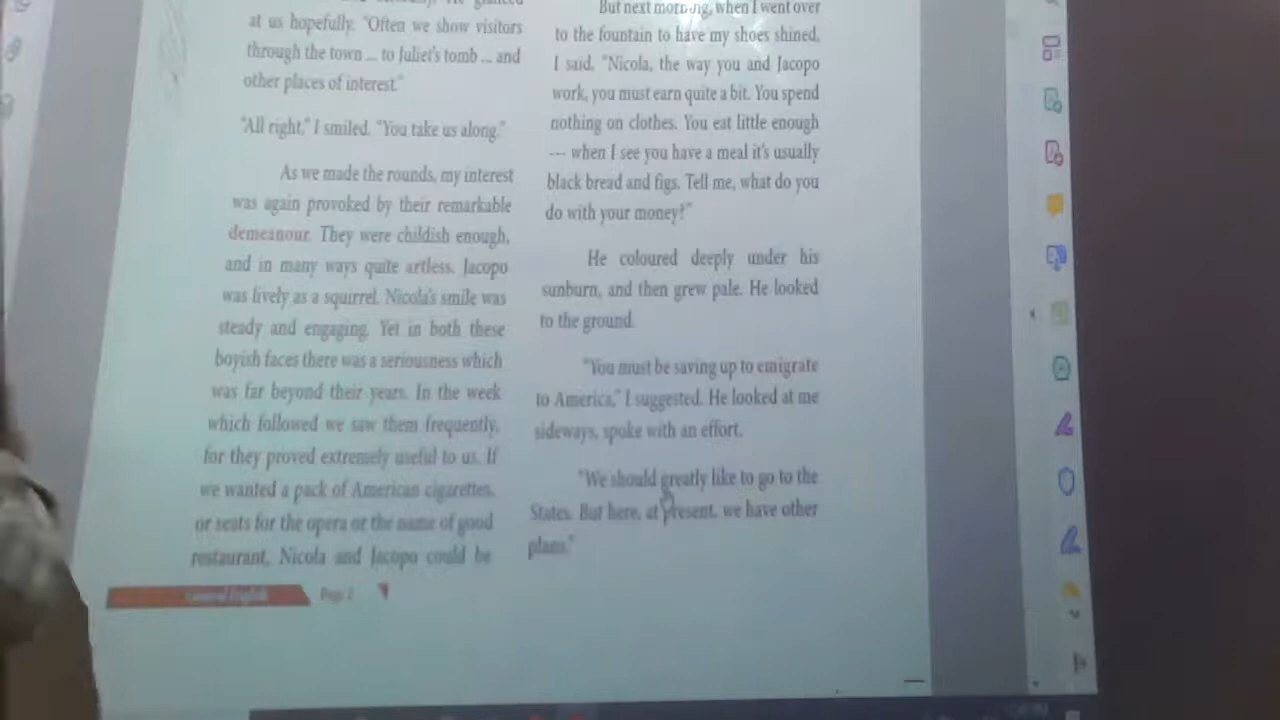 at us hopefully. "Often we show visitors
through the town ... to Juliet's tomb ... and
other places of interest."
"All right," I smiled. "You take us along."
As we made the rounds, my interest
was again provoked by their remarkable
demeanour. They were childish enough,
and in many ways quite artless. Jacopo
was lively as a squirrel. Nicola's smile was
steady and engaging. Yet in both these
boyish faces there was a seriousness which
was far beyond their years. In the week
which followed we saw them frequently,
for they proved extremely useful to us. If
we wanted a pack of American cigarettes,
or seats for the opera or the name of good
restaurant, Nicola and Jacopo could be
General English
Page 2
But next morning, when I went over
to the fountain to have my shoes shined,
I said, "Nicola, the way you and Jacopo
work, you must earn quite a bit. You spend
nothing on clothes. You eat little enough
--- when I see you have a meal it's usually
black bread and figs. Tell me, what do you
do with your money?"
He coloured deeply under his
sunburn, and then grew pale. He looked
to the ground.
"You must be saving up to emigrate
to America," I suggested. He looked at me
sideways, spoke with an effort.
"We should greatly like to go to the
States. But here, at present, we have other
plans."